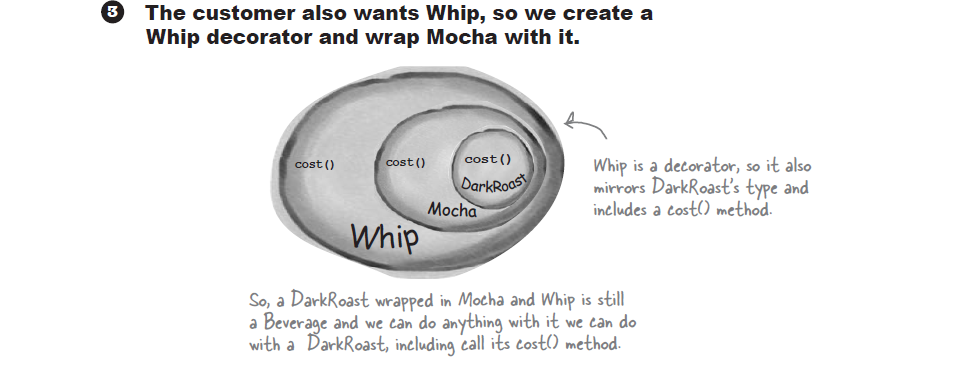 3 The customer also wants Whip, so we create a
Whip decorator and wrap Mocha with it.
cost()
cost()
cost()
DarkRoast
Mocha
Whip
Whip is a decorator, so it also
mirrors DarkRoast's type and
includes a cost() method.
So, a DarkRoast wrapped in Mocha and Whip is still
a Beverage and we can do anything with it we can do
with a DarkRoast, including call its cost() method.